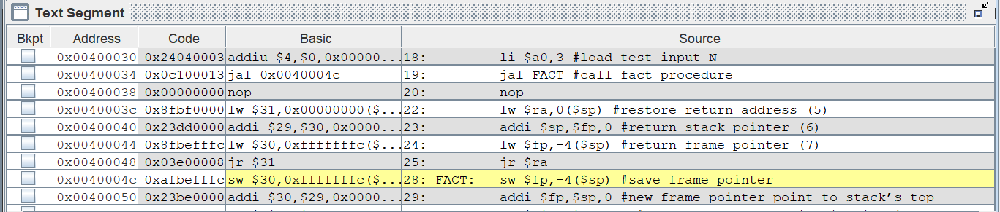 Text Segment
Bkpt Address Code Basic Source
0x00400030 0x24040003 addiu $4,$0,0x00000... 18: li $a0,3 #load test input N
0x00400034 0x0c100013 jal 0x0040004c 19: jal FACT #call fact procedure
0x00400038 0x00000000 nop 20: nop
0x0040003c 0x8fbf0000 lw $31,0x00000000($... 22: lw $ra,0($sp) #restore return address (5)
0x00400040 0x23dd0000 addi $29,$30,0x0000... 23: addi $sp,$fp,0 #return stack pointer (6)
0x00400044 0x8fbefffc lw $30,0xfffffffc($... 24: lw $fp,-4($sp) #return frame pointer (7)
0x00400048 0x03e00008 jr $31 25: jr $ra
0x0040004c 0xafbefffc sw $30,0xfffffffc($... 28: FACT: sw $fp,-4($sp) #save frame pointer
0x00400050 0x23be0000 addi $30,$29,0x0000... 29: addi $fp,$sp,0 #new frame pointer point to stack’s top